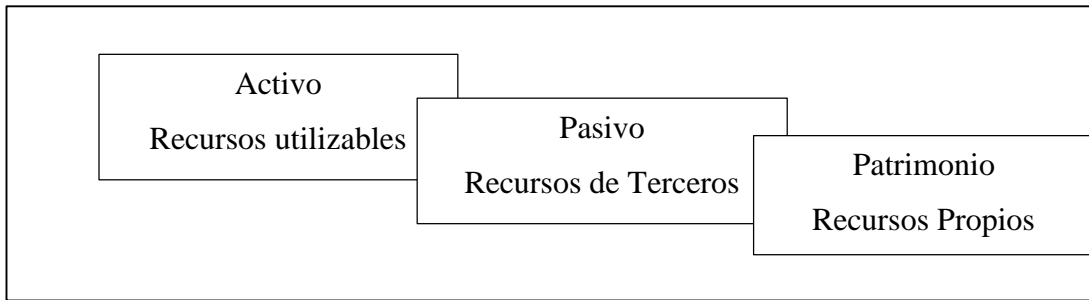 Activo
Recursos utilizables
Pasivo
Recursos de Terceros
Patrimonio
Recursos Propios